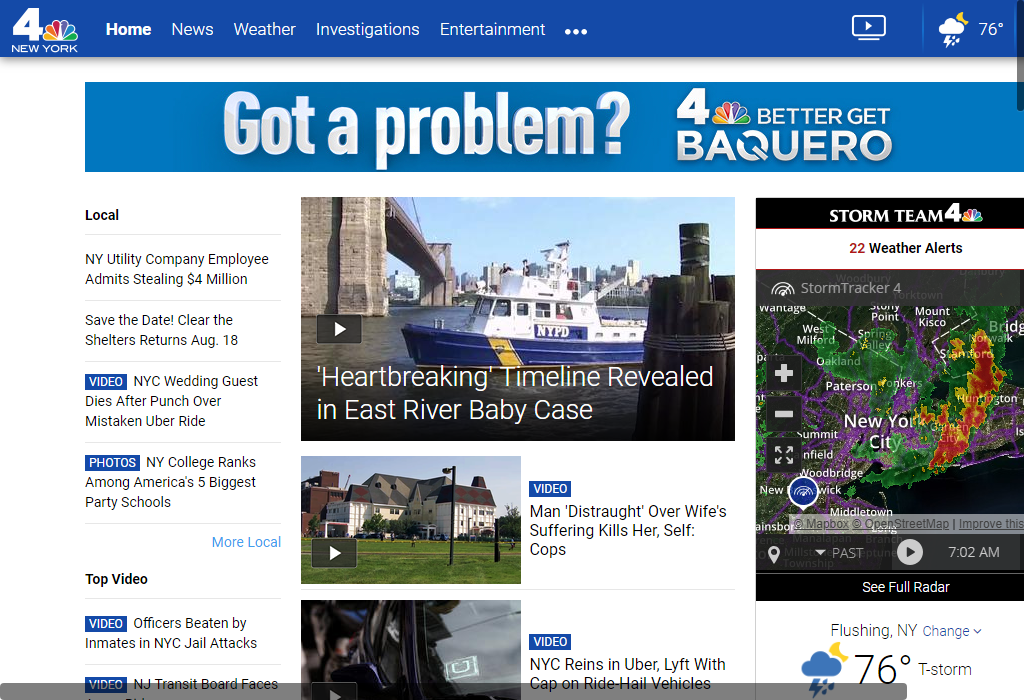 4
NEW YORK
Home News Weather Investigations Entertainment
76°
Got a problem?
4 BETTER GET
BAQUERO
Local
NY Utility Company Employee
Admits Stealing $4 Million
Save the Date! Clear the
Shelters Returns Aug. 18
VIDEO NYC Wedding Guest
Dies After Punch Over
Mistaken Uber Ride
PHOTOS NY College Ranks
Among America's 5 Biggest
Party Schools
More Local
Top Video
VIDEO Officers Beaten by
Inmates in NYC Jail Attacks
VIDEO NJ Transit Board Faces
NYPD
'Heartbreaking' Timeline Revealed
in East River Baby Case
VIDEO
Man 'Distraught' Over Wife's
Suffering Kills Her, Self:
Cops
VIDEO
NYC Reins in Uber, Lyft With
Cap on Ride-Hail Vehicles
STORM TEAM 4
22 Weather Alerts
StormTracker 4
Wantage
Stony
Point
Mount
Kisco
West
Milford
Spring
Valley
Norwalk
Stamford
Oakland
Paterson
Yonkers
Huntington
New York
City
Garden
City
Summit
Woodbridge
Middletown
© Mapbox © OpenStreetMap | Improve this
PAST
7:02 AM
See Full Radar
Flushing, NY Change
76° T-storm